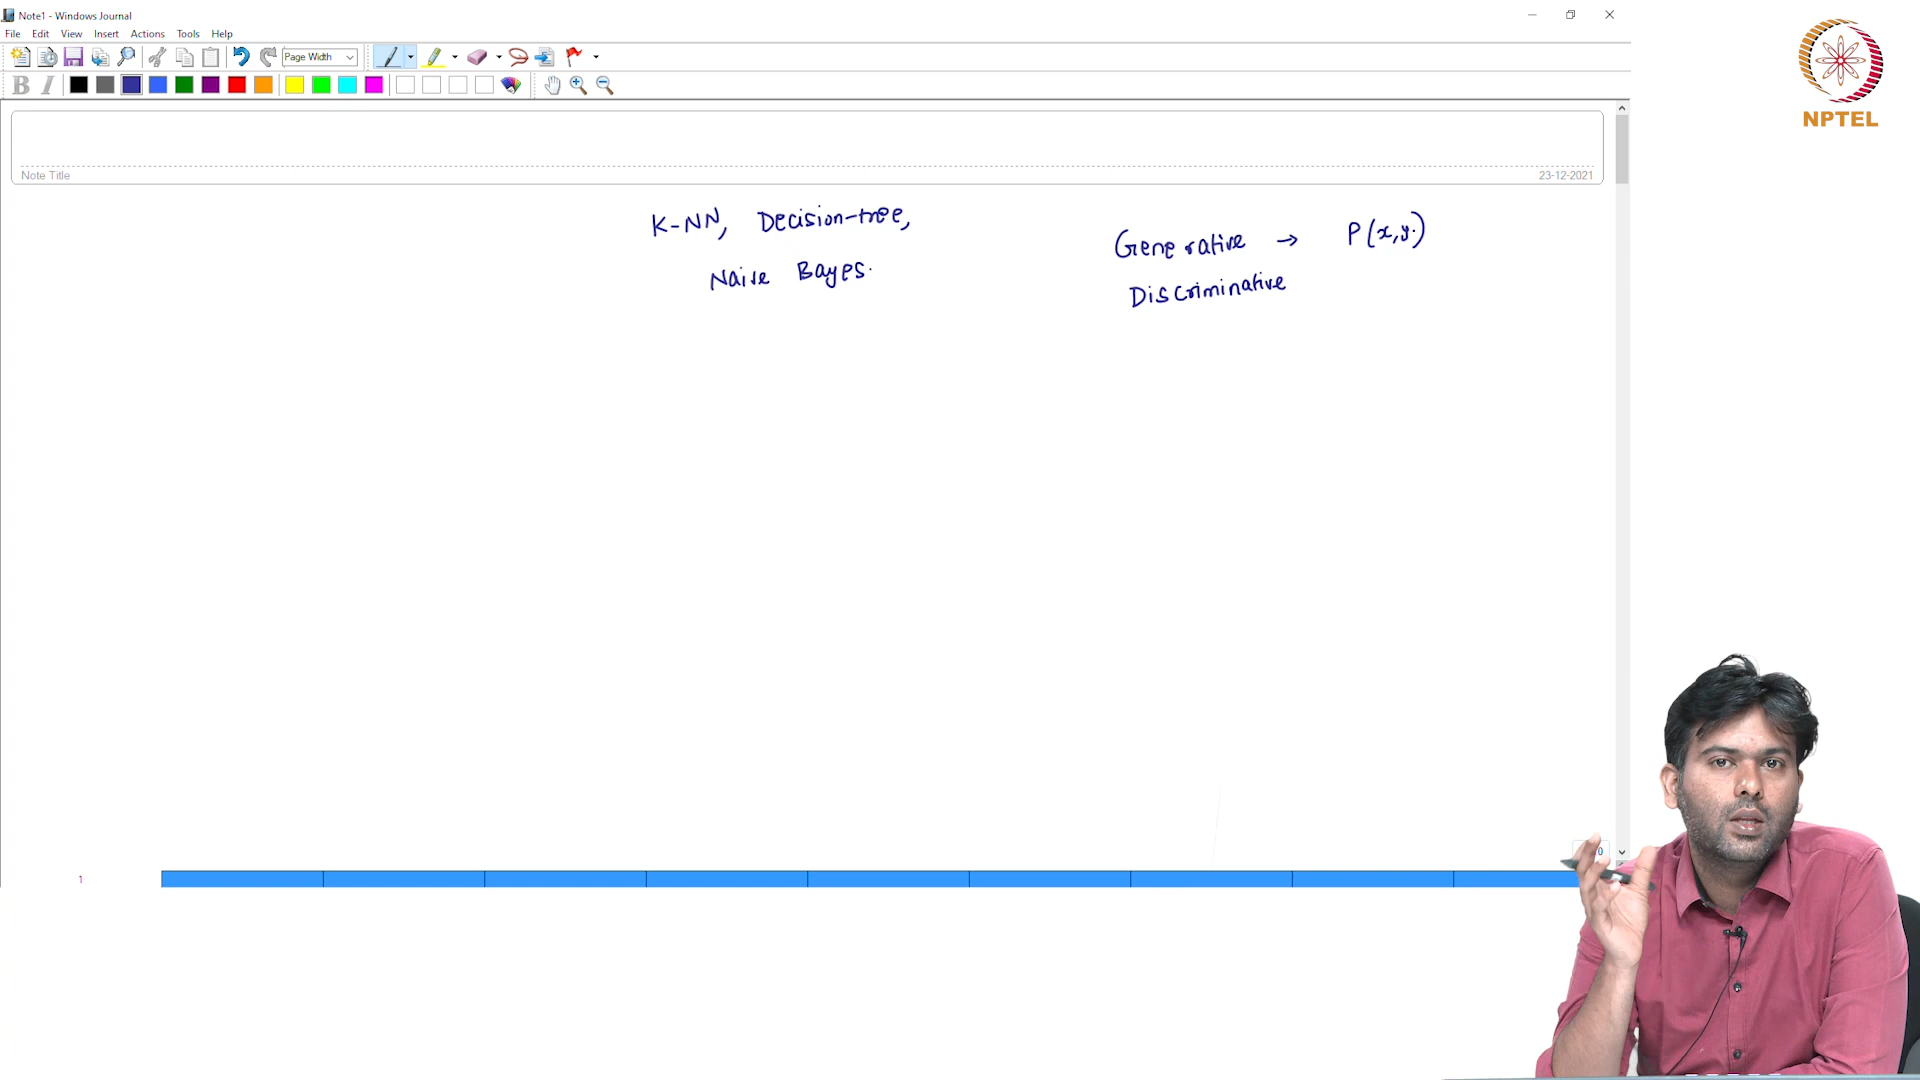 Note1 - Windows Journal
File Edit View Insert Actions Tools Help
Page Width
B I
NPTEL
Note Title
23-12-2021
K-NN, Decision-tree,
Naive Bayes.
Generative → P(x,y)
Discriminative
1